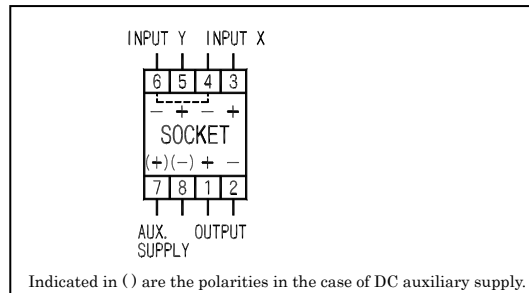 INPUT Y INPUT X
6 5 4 3
− + − +
SOCKET
(+) (−) + −
7 8 1 2
AUX. OUTPUT
SUPPLY
Indicated in ( ) are the polarities in the case of DC auxiliary supply.